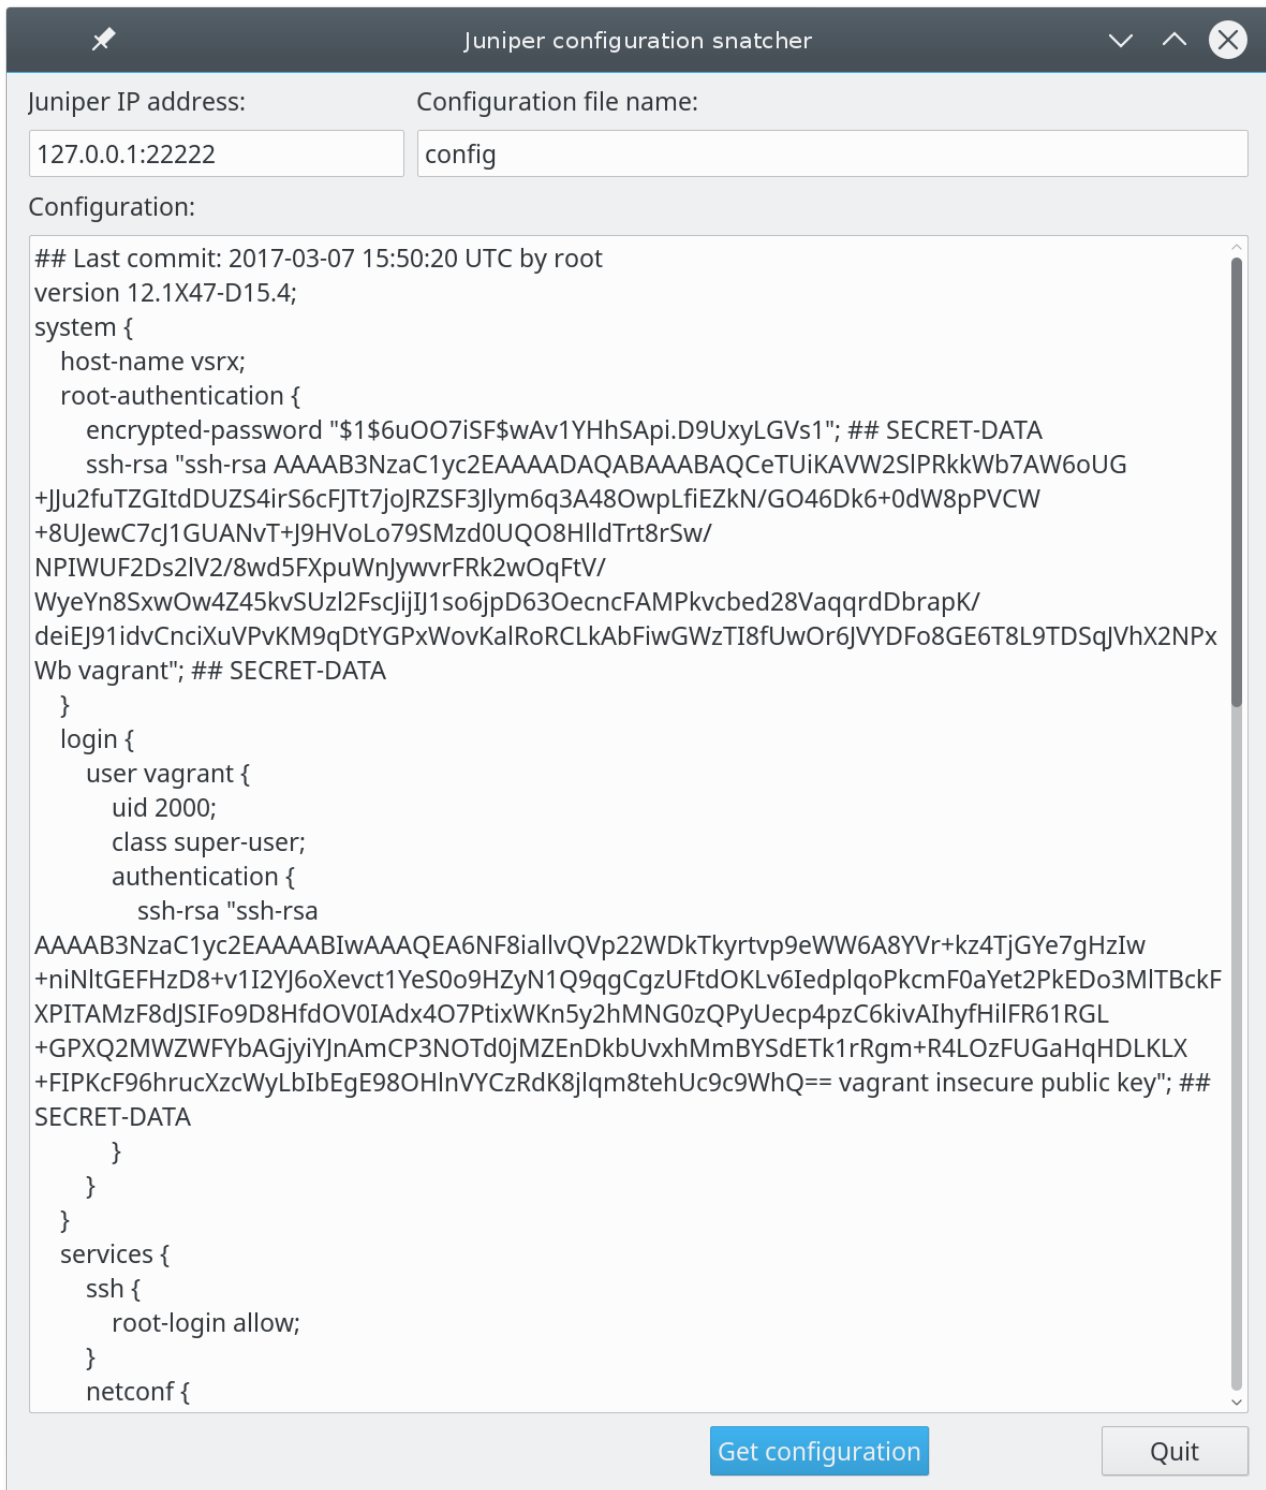 Juniper configuration snatcher
Juniper IP address:
Configuration file name:
127.0.0.1:22222
config
Configuration:
## Last commit: 2017-03-07 15:50:20 UTC by root
version 12.1X47-D15.4;
system {
host-name vsrx;
root-authentication {
encrypted-password "$1$6uOO7iSF$wAv1YHhSApi.D9UxyLGVs1"; ## SECRET-DATA
ssh-rsa "ssh-rsa AAAAB3NzaC1yc2EAAAADAQABAAABAQCeTUiKAVW2SlPRkkWb7AW6oUG
+JJu2fuTZGItdDUZS4irS6cFJTt7joJRZSF3Jlym6q3A48OwpLfiEZkN/GO46Dk6+0dW8pPVCW
+8UJewC7cJ1GUANvT+J9HVoLo79SMzd0UQO8HlldTrt8rSw/
NPIWUF2Ds2lV2/8wd5FXpuWnJywvrFRk2wOqFtV/
WyeYn8SxwOw4Z45kvSUzl2FscJijIJ1so6jpD63OecncFAMPkvcbed28VaqqrdDbrapK/
deiEJ91idvCnciXuVPvKM9qDtYGPxWovKalRoRCLkAbFiwGWzTI8fUwOr6JVYDFo8GE6T8L9TDSqJVhX2NPx
Wb vagrant"; ## SECRET-DATA
}
login {
user vagrant {
uid 2000;
class super-user;
authentication {
ssh-rsa "ssh-rsa
AAAAB3NzaC1yc2EAAAABIwAAAQEA6NF8iallvQVp22WDkTkyrtvp9eWW6A8YVr+kz4TjGYe7gHzIw
+niNltGEFHzD8+v1I2YJ6oXevct1YeS0o9HZyN1Q9qgCgzUFtdOKLv6IedplqoPkcmF0aYet2PkEDo3MlTBckF
XPITAMzF8dJSIFo9D8HfdOV0IAdx4O7PtixWKn5y2hMNG0zQPyUecp4pzC6kivAIhyfHilFR61RGL
+GPXQ2MWZWFYbAGjyiYJnAmCP3NOTd0jMZEnDkbUvxhMmBYSdETk1rRgm+R4LOzFUGaHqHDLKLX
+FIPKcF96hrucXzcWyLbIbEgE98OHlnVYCzRdK8jlqm8tehUc9c9WhQ== vagrant insecure public key"; ##
SECRET-DATA
}
}
}
services {
ssh {
root-login allow;
}
netconf {
Get configuration
Quit